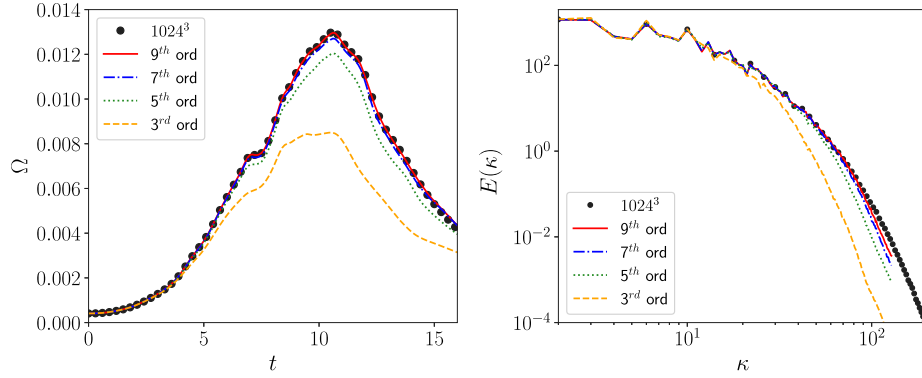 0.014
0.012
0.010
0.008
0.006
0.004
0.002
0.000
Ω
1024³
9ᵗʰ ord
7ᵗʰ ord
5ᵗʰ ord
3ʳᵈ ord
0 5 10 15
t
10²
10⁰
10⁻²
10⁻⁴
E(κ)
1024³
9ᵗʰ ord
7ᵗʰ ord
5ᵗʰ ord
3ʳᵈ ord
10¹ 10²
κ